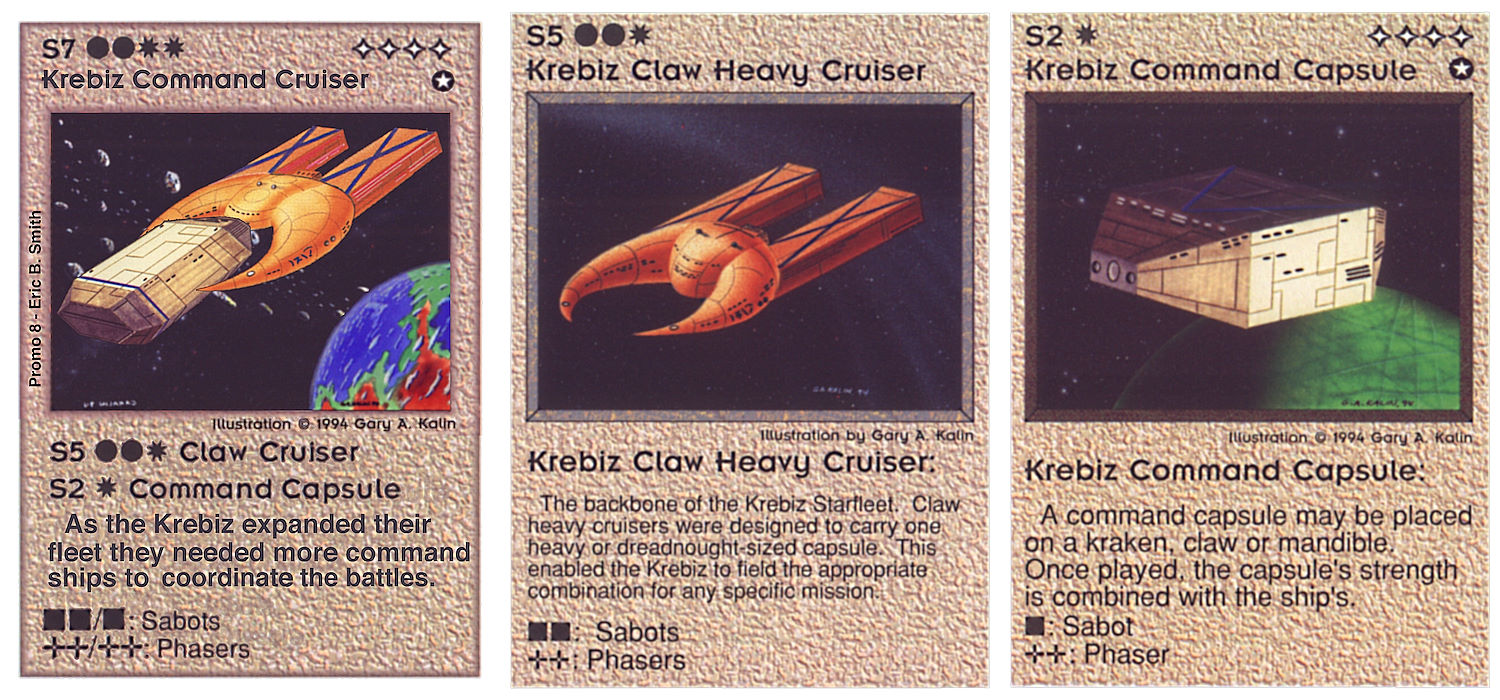 S7
Krebiz Command Cruiser
Promo 8 - Eric B. Smith
1217
Illustration © 1994 Gary A. Kalin
S5 Claw Cruiser
S2 Command Capsule
As the Krebiz expanded their
fleet they needed more command
ships to coordinate the battles.
/ : Sabots
/ : Phasers
S5
Krebiz Claw Heavy Cruiser
G.A. KALIN 94
Illustration by Gary A. Kalin
Krebiz Claw Heavy Cruiser:
The backbone of the Krebiz Starfleet. Claw
heavy cruisers were designed to carry one
heavy or dreadnought-sized capsule. This
enabled the Krebiz to field the appropriate
combination for any specific mission.
: Sabots
: Phasers
S2
Krebiz Command Capsule
G.A. KALIN, 94
Illustration © 1994 Gary A. Kalin
Krebiz Command Capsule:
A command capsule may be placed
on a kraken, claw or mandible.
Once played, the capsule's strength
is combined with the ship's.
: Sabot
: Phaser